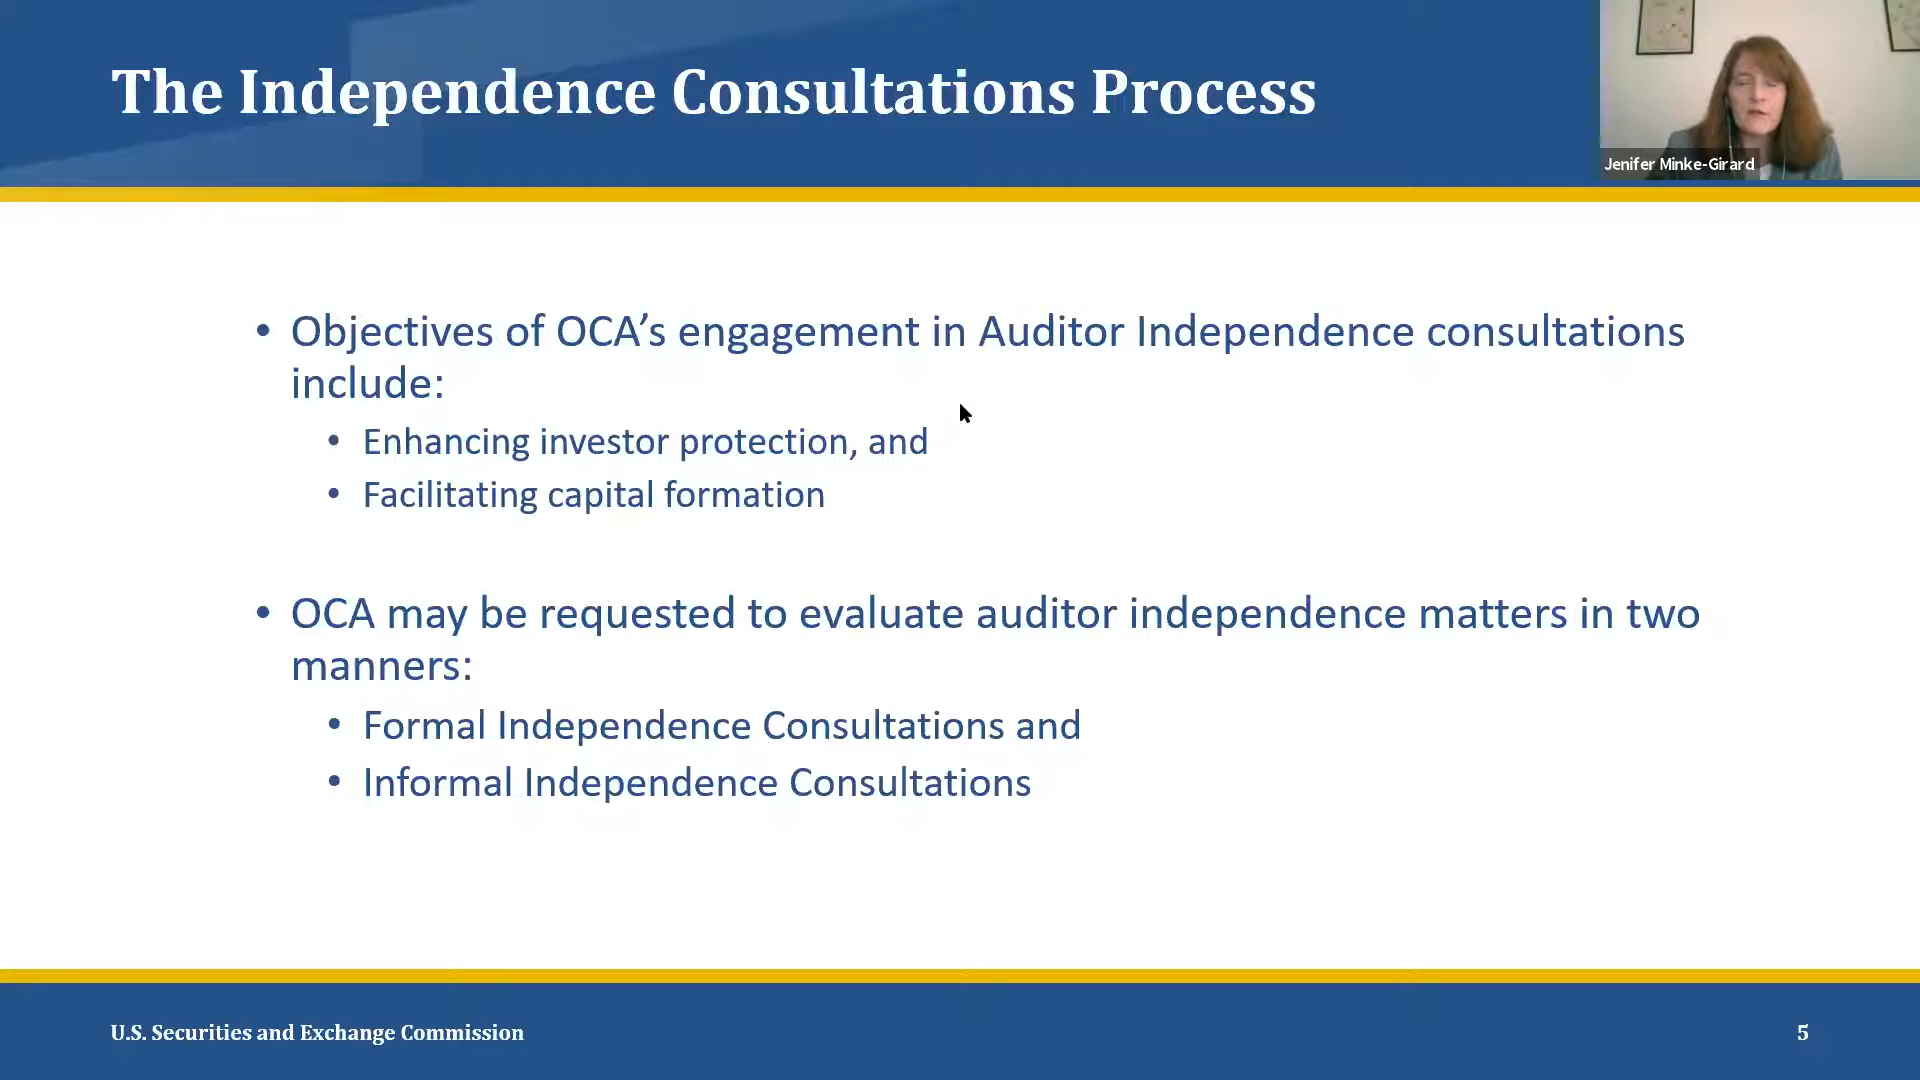 The Independence Consultations Process
Jenifer Minke-Girard
• Objectives of OCA’s engagement in Auditor Independence consultations
include:
• Enhancing investor protection, and
• Facilitating capital formation
• OCA may be requested to evaluate auditor independence matters in two
manners:
• Formal Independence Consultations and
• Informal Independence Consultations
U.S. Securities and Exchange Commission
5